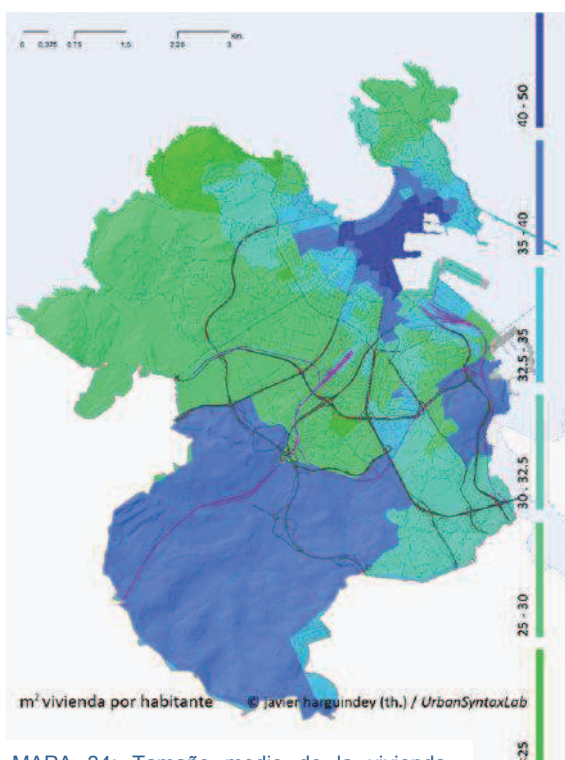 0 0,375 0,75 1,5 2,25 3 Km.
40 - 50
35 - 40
32.5 - 35
30 - 32.5
25 - 30
<25
m² vivienda por habitante © javier harguindey (th.) / UrbanSyntaxLab
MAPA 34: Tamaño medio de la vivienda